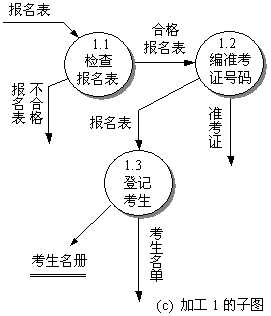 报名表
1.1
检查
报名表
合格
报名表
1.2
编准考
证号码
不合格
报名表
报名表
准考证
1.3
登记
考生
考生名册
考生名单
(c) 加工 1 的子图